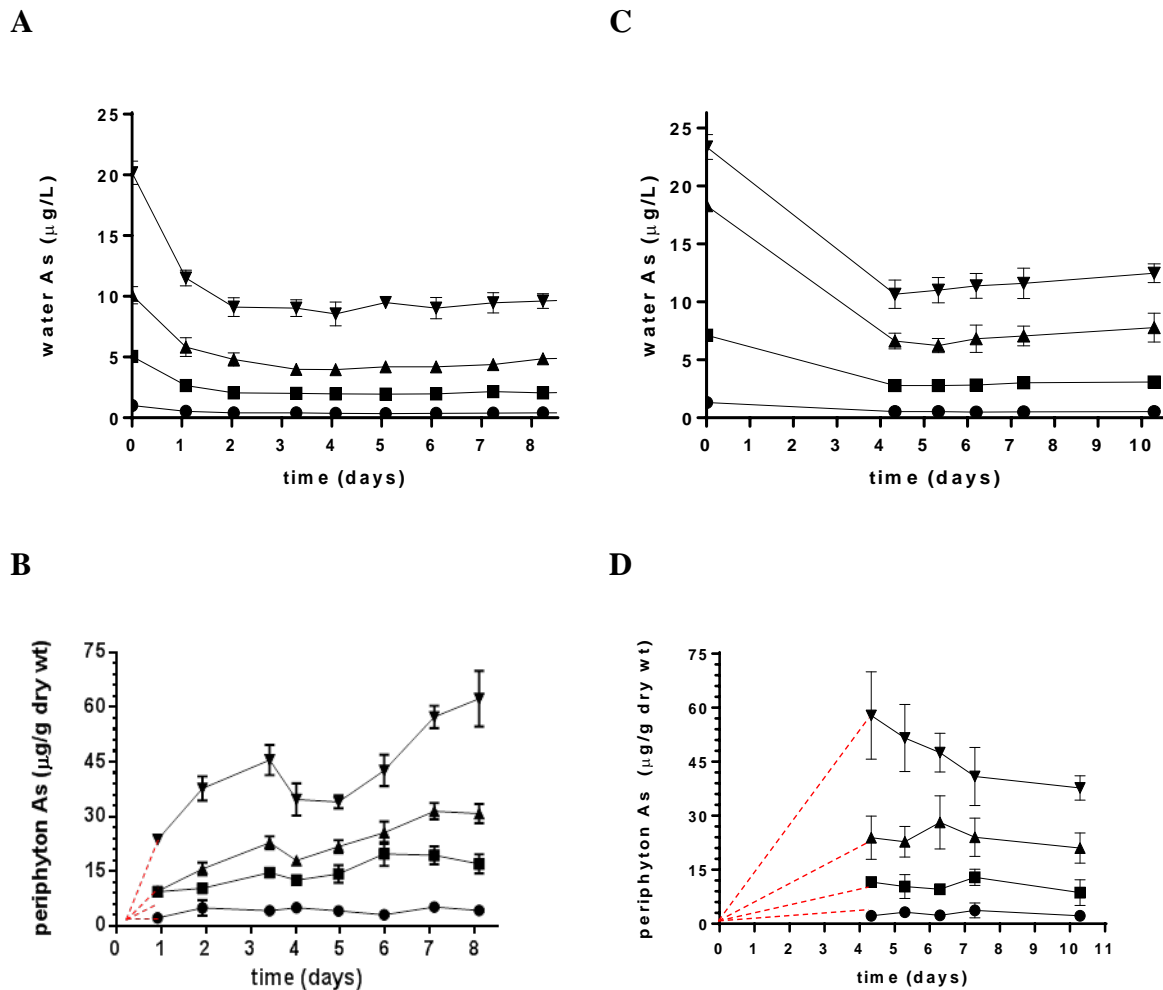 A
water As (µg/L)
25
20
15
10
5
0
0 1 2 3 4 5 6 7 8
time (days)
C
water As (µg/L)
25
20
15
10
5
0
0 1 2 3 4 5 6 7 8 9 10
time (days)
B
periphyton As (µg/g dry wt)
75
60
45
30
15
0
0 1 2 3 4 5 6 7 8
time (days)
D
periphyton As (µg/g dry wt)
75
60
45
30
15
0
0 1 2 3 4 5 6 7 8 9 10 11
time (days)